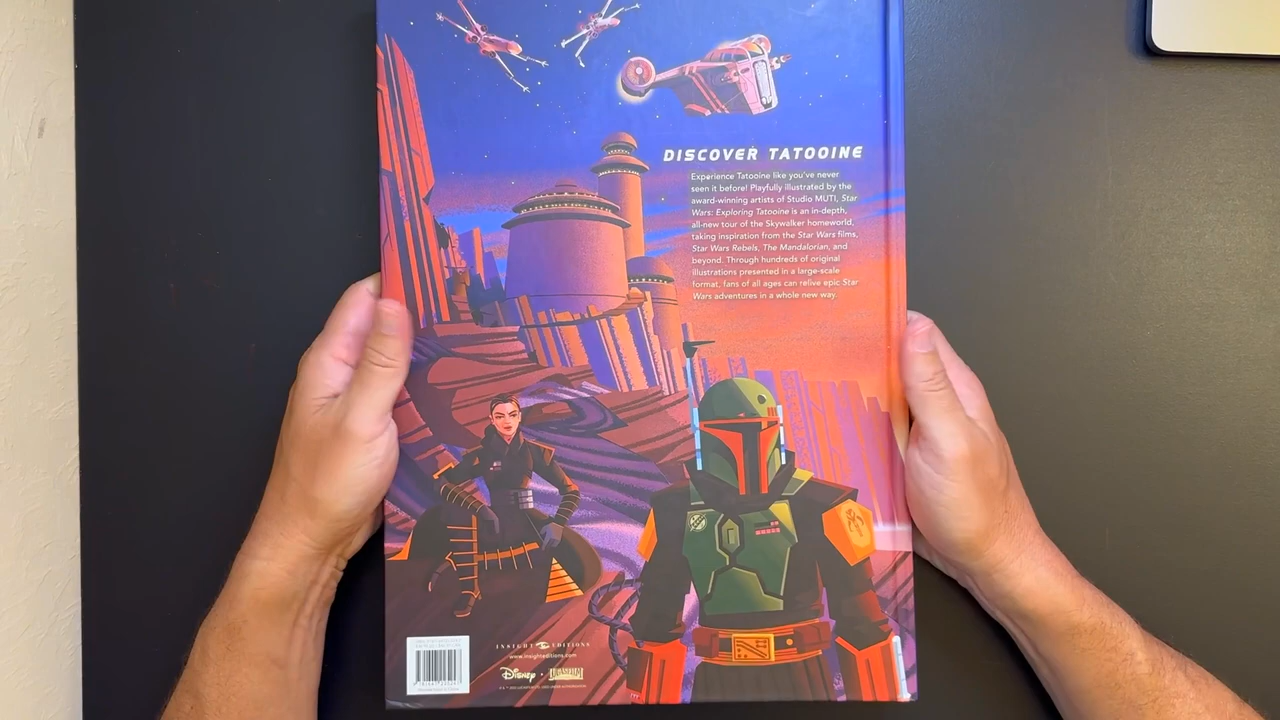 DISCOVER TATOOINE
Experience Tatooine like you've never
seen it before! Playfully illustrated by the
award-winning artists of Studio MUTI, Star
Wars: Exploring Tatooine is an in-depth,
all-new tour of the Skywalker homeworld,
taking inspiration from the Star Wars films,
Star Wars Rebels, The Mandalorian, and
beyond. Through hundreds of original
illustrations presented in a large-scale
format, fans of all ages can relive epic Star
Wars adventures in a whole new way.
INSIGHT EDITIONS
www.insighteditions.com
Disney · LUCASFILM